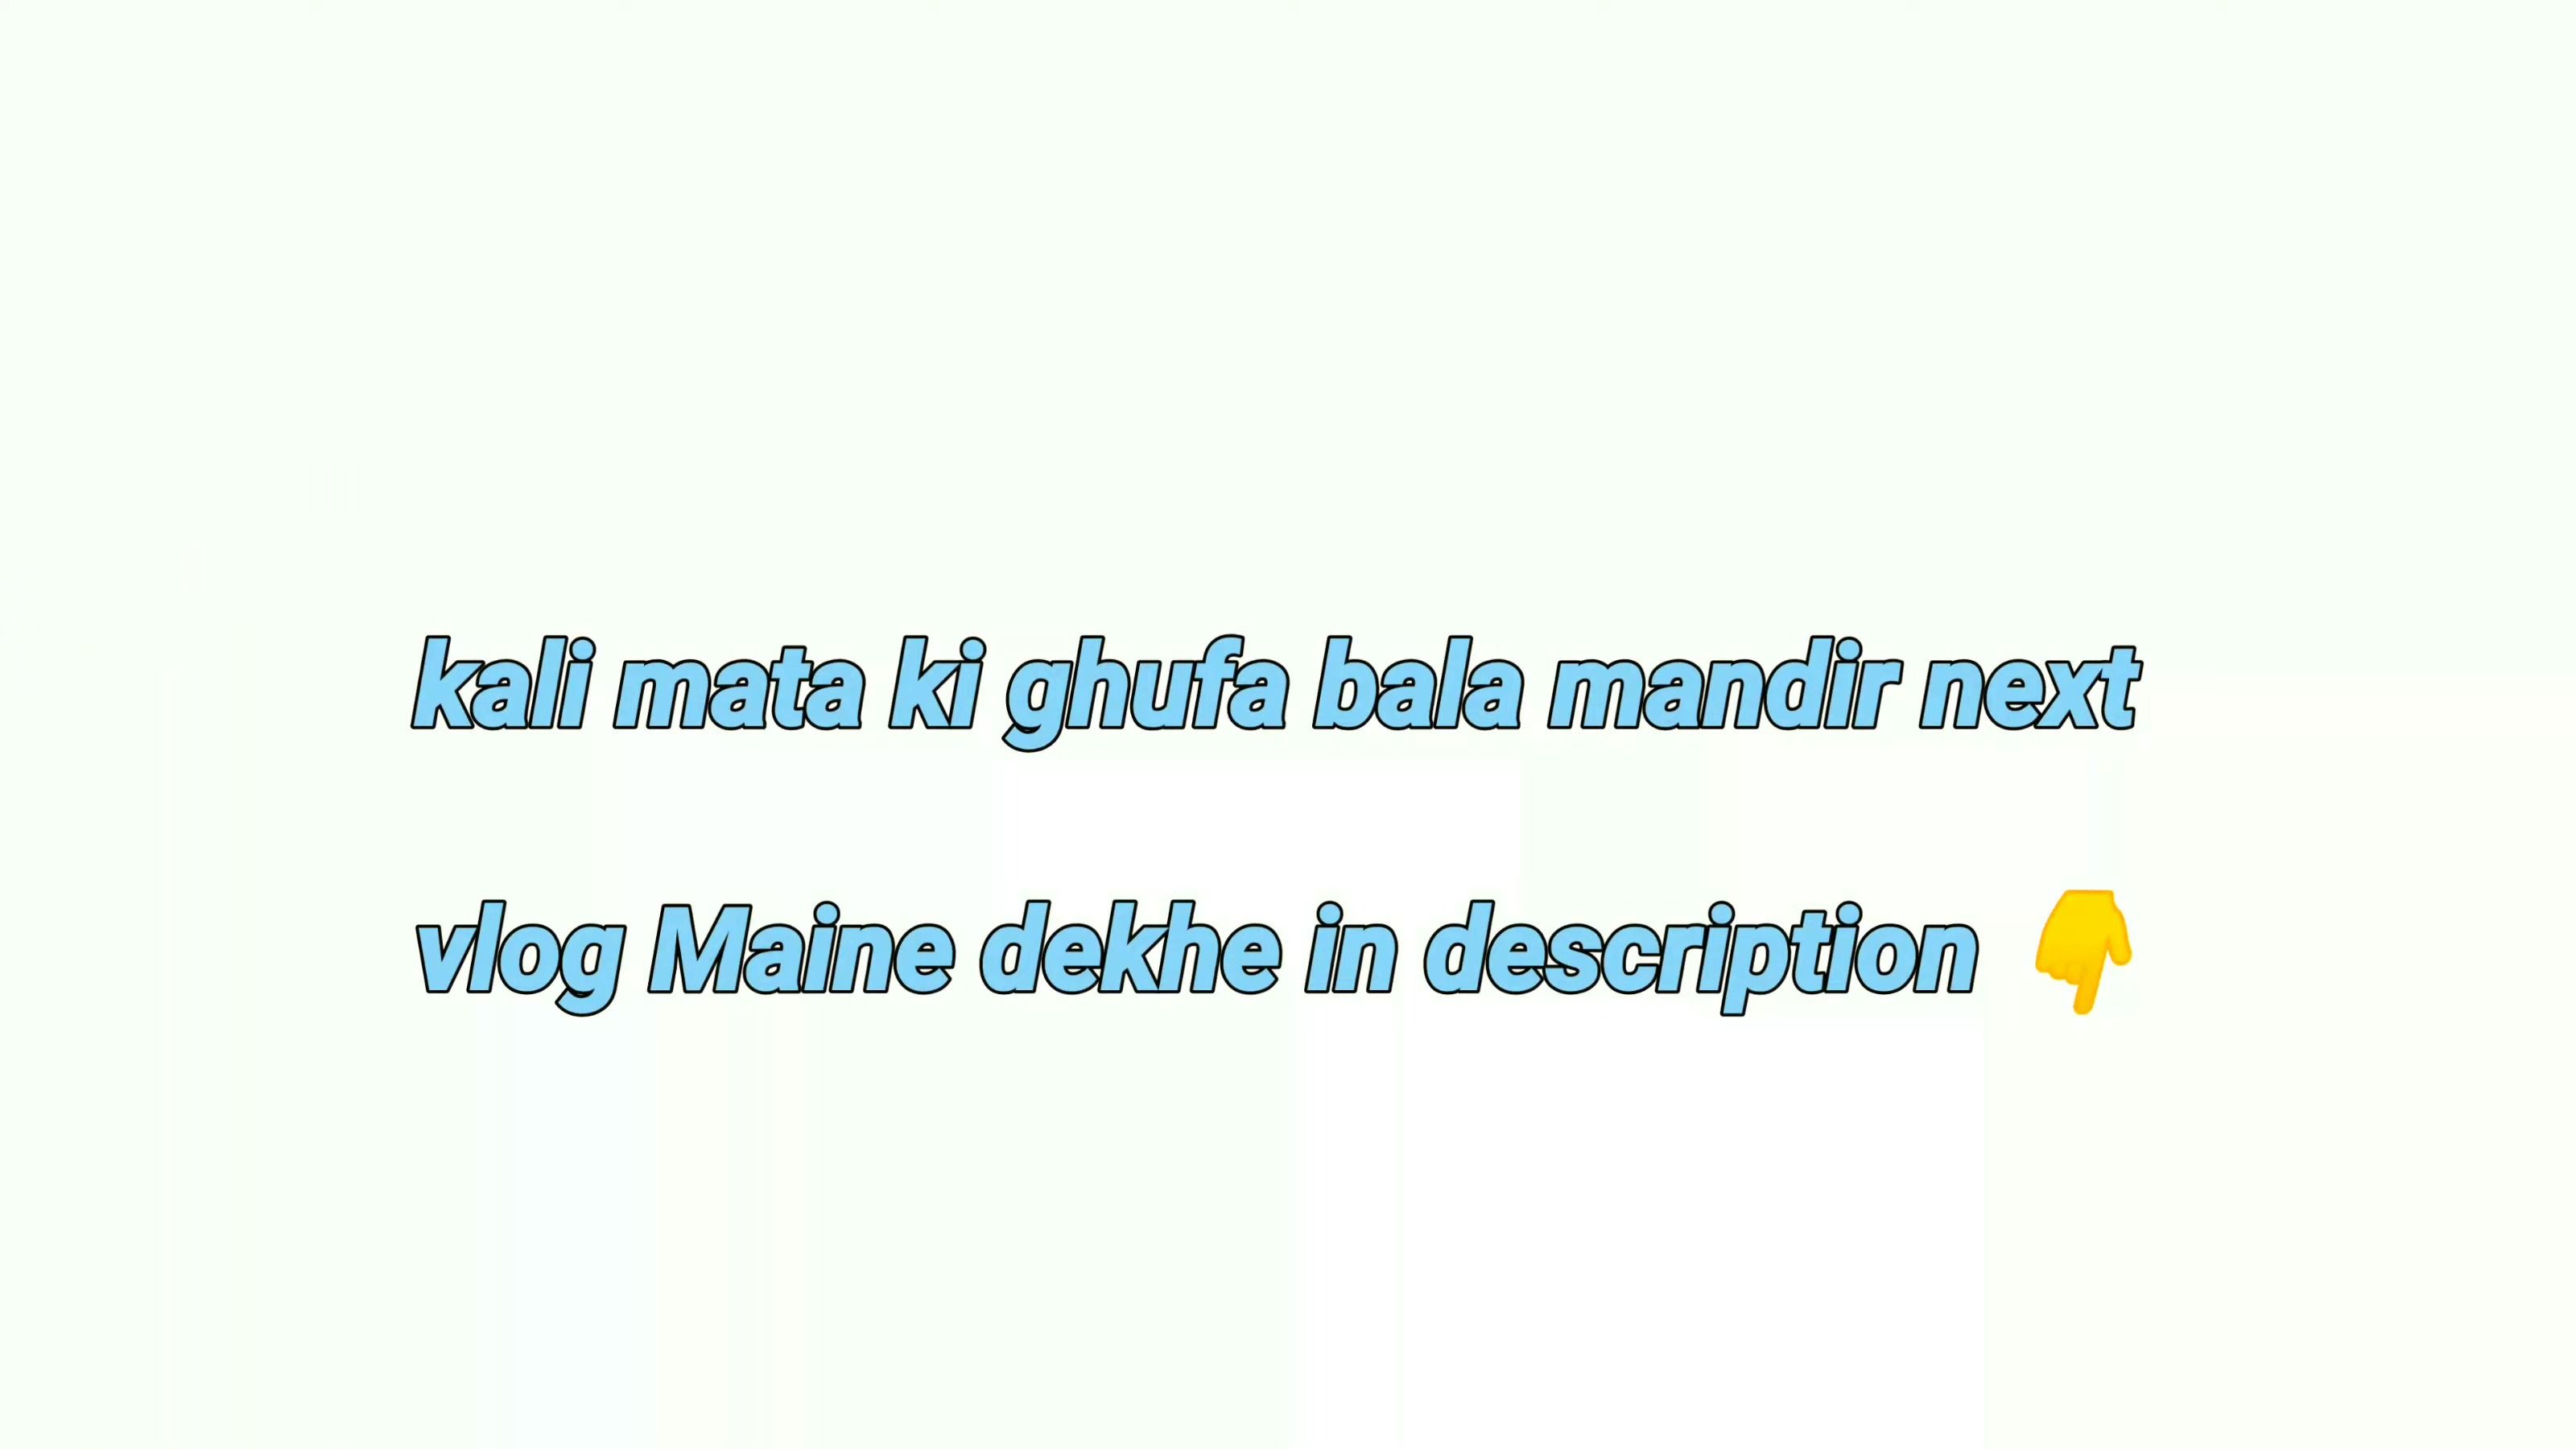 kali mata ki ghufa bala mandir next
vlog Maine dekhe in description 👇